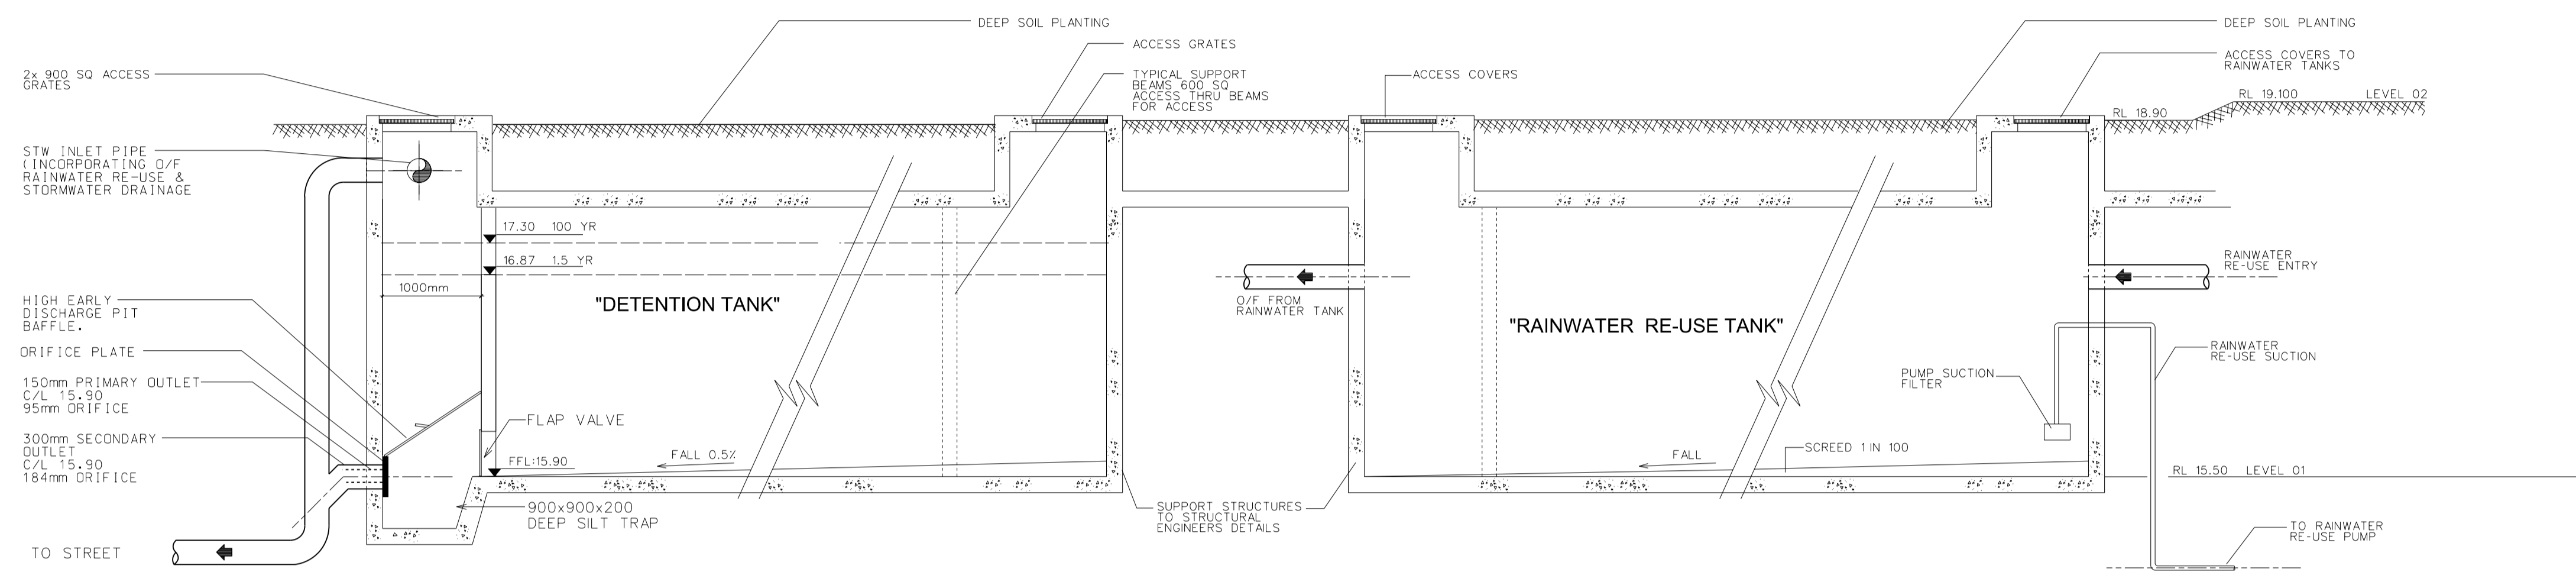 2x 900 SQ ACCESS
GRATES
STW INLET PIPE
(INCORPORATING O/F
RAINWATER RE-USE &
STORMWATER DRAINAGE
HIGH EARLY
DISCHARGE PIT
BAFFLE.
ORIFICE PLATE
150mm PRIMARY OUTLET
C/L 15.90
95mm ORIFICE
300mm SECONDARY
OUTLET
C/L 15.90
184mm ORIFICE
TO STREET
DEEP SOIL PLANTING
ACCESS GRATES
TYPICAL SUPPORT
BEAMS 600 SQ
ACCESS THRU BEAMS
FOR ACCESS
17.30 100 YR
16.87 1.5 YR
1000mm
"DETENTION TANK"
FLAP VALVE
FFL:15.90
FALL 0.5%
900x900x200
DEEP SILT TRAP
SUPPORT STRUCTURES
TO STRUCTURAL
ENGINEERS DETAILS
ACCESS COVERS
O/F FROM
RAINWATER TANK
"RAINWATER RE-USE TANK"
PUMP SUCTION
FILTER
FALL
SCREED 1 IN 100
DEEP SOIL PLANTING
ACCESS COVERS TO
RAINWATER TANKS
RL 19.100 LEVEL 02
RL 18.90
RAINWATER
RE-USE ENTRY
RAINWATER
RE-USE SUCTION
RL 15.50 LEVEL 01
TO RAINWATER
RE-USE PUMP